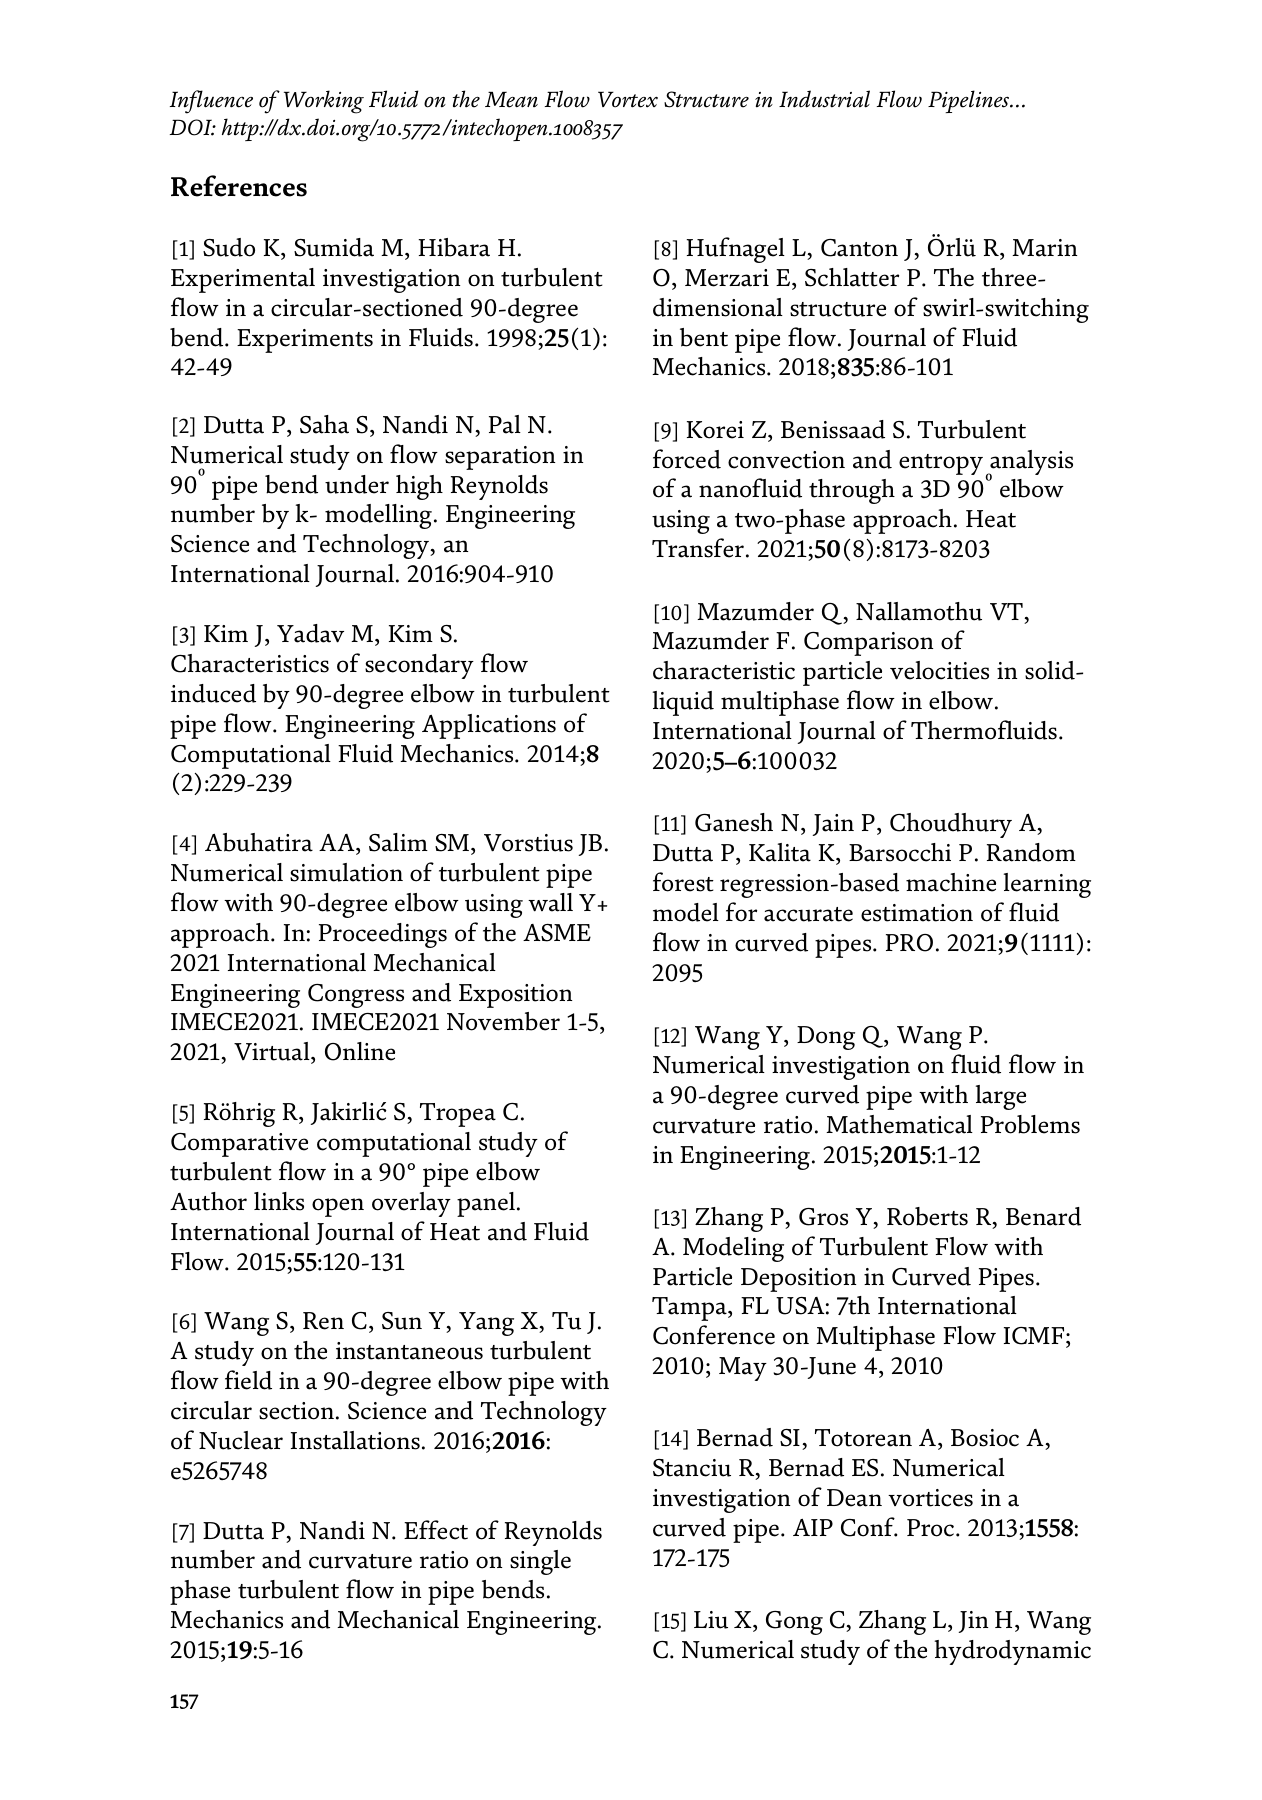 Influence of Working Fluid on the Mean Flow Vortex Structure in Industrial Flow Pipelines…
DOI: http://dx.doi.org/10.5772/intechopen.1008357
References
[1] Sudo K, Sumida M, Hibara H.
Experimental investigation on turbulent
flow in a circular-sectioned 90-degree
bend. Experiments in Fluids. 1998;25(1):
42-49
[2] Dutta P, Saha S, Nandi N, Pal N.
Numerical study on flow separation in
90° pipe bend under high Reynolds
number by k- modelling. Engineering
Science and Technology, an
International Journal. 2016:904-910
[3] Kim J, Yadav M, Kim S.
Characteristics of secondary flow
induced by 90-degree elbow in turbulent
pipe flow. Engineering Applications of
Computational Fluid Mechanics. 2014;8
(2):229-239
[4] Abuhatira AA, Salim SM, Vorstius JB.
Numerical simulation of turbulent pipe
flow with 90-degree elbow using wall Y+
approach. In: Proceedings of the ASME
2021 International Mechanical
Engineering Congress and Exposition
IMECE2021. IMECE2021 November 1-5,
2021, Virtual, Online
[5] Röhrig R, Jakirlić S, Tropea C.
Comparative computational study of
turbulent flow in a 90° pipe elbow
Author links open overlay panel.
International Journal of Heat and Fluid
Flow. 2015;55:120-131
[6] Wang S, Ren C, Sun Y, Yang X, Tu J.
A study on the instantaneous turbulent
flow field in a 90-degree elbow pipe with
circular section. Science and Technology
of Nuclear Installations. 2016;2016:
e5265748
[7] Dutta P, Nandi N. Effect of Reynolds
number and curvature ratio on single
phase turbulent flow in pipe bends.
Mechanics and Mechanical Engineering.
2015;19:5-16
[8] Hufnagel L, Canton J, Örlü R, Marin
O, Merzari E, Schlatter P. The three-
dimensional structure of swirl-switching
in bent pipe flow. Journal of Fluid
Mechanics. 2018;835:86-101
[9] Korei Z, Benissaad S. Turbulent
forced convection and entropy analysis
of a nanofluid through a 3D 90° elbow
using a two-phase approach. Heat
Transfer. 2021;50(8):8173-8203
[10] Mazumder Q, Nallamothu VT,
Mazumder F. Comparison of
characteristic particle velocities in solid-
liquid multiphase flow in elbow.
International Journal of Thermofluids.
2020;5–6:100032
[11] Ganesh N, Jain P, Choudhury A,
Dutta P, Kalita K, Barsocchi P. Random
forest regression-based machine learning
model for accurate estimation of fluid
flow in curved pipes. PRO. 2021;9(1111):
2095
[12] Wang Y, Dong Q, Wang P.
Numerical investigation on fluid flow in
a 90-degree curved pipe with large
curvature ratio. Mathematical Problems
in Engineering. 2015;2015:1-12
[13] Zhang P, Gros Y, Roberts R, Benard
A. Modeling of Turbulent Flow with
Particle Deposition in Curved Pipes.
Tampa, FL USA: 7th International
Conference on Multiphase Flow ICMF;
2010; May 30-June 4, 2010
[14] Bernad SI, Totorean A, Bosioc A,
Stanciu R, Bernad ES. Numerical
investigation of Dean vortices in a
curved pipe. AIP Conf. Proc. 2013;1558:
172-175
[15] Liu X, Gong C, Zhang L, Jin H, Wang
C. Numerical study of the hydrodynamic
157